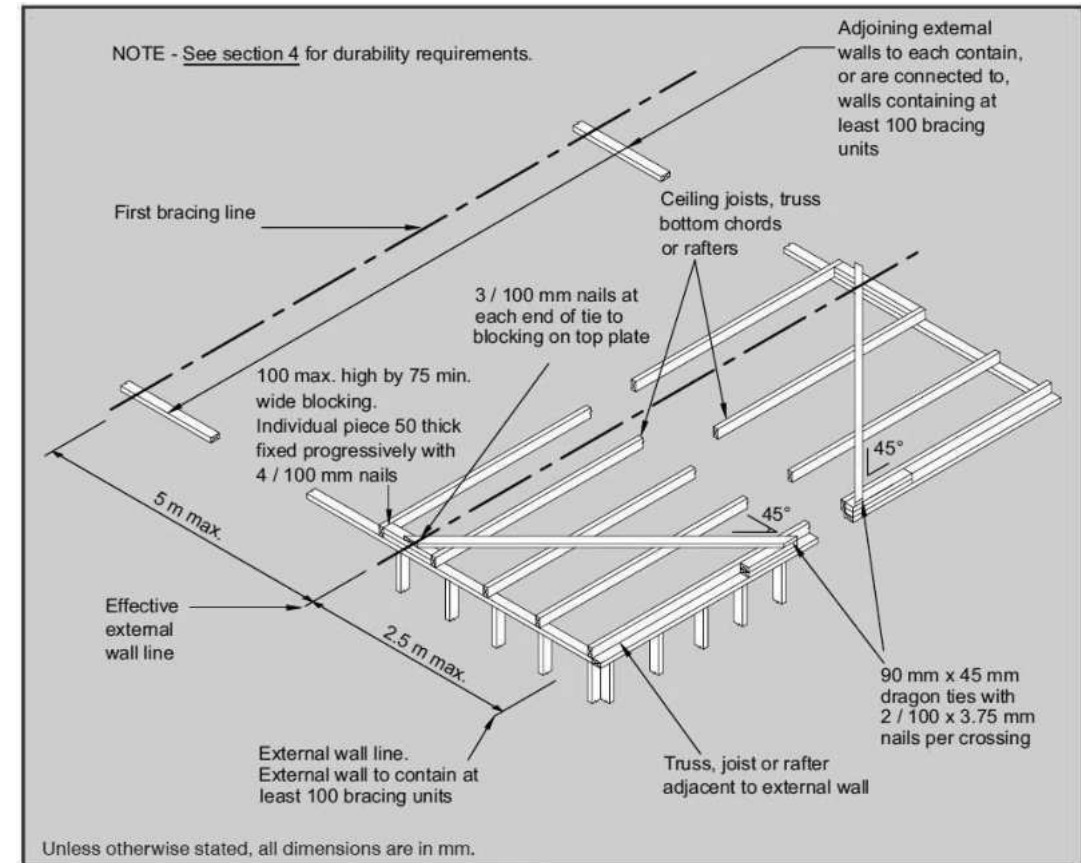 NOTE - See section 4 for durability requirements.
Adjoining external
walls to each contain,
or are connected to,
walls containing at
least 100 bracing
units
First bracing line
Ceiling joists, truss
bottom chords
or rafters
3 / 100 mm nails at
each end of tie to
blocking on top plate
100 max. high by 75 min.
wide blocking.
Individual piece 50 thick
fixed progressively with
4 / 100 mm nails
45°
45°
5 m max.
Effective
external
wall line
2.5 m max.
90 mm x 45 mm
dragon ties with
2 / 100 x 3.75 mm
nails per crossing
External wall line.
External wall to contain at
least 100 bracing units
Truss, joist or rafter
adjacent to external wall
Unless otherwise stated, all dimensions are in mm.